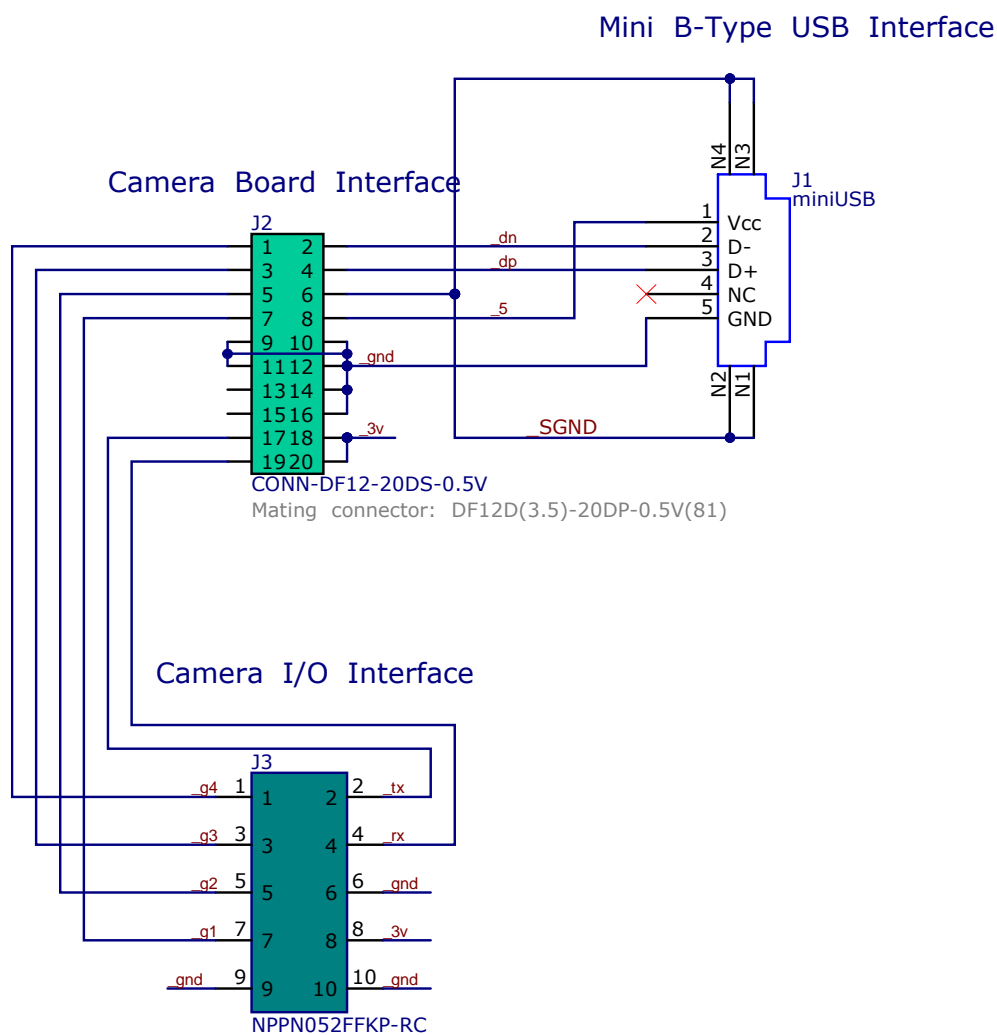 Mini B-Type USB Interface
N4
N3
Camera Board Interface
J1
miniUSB
J2
1 Vcc
1 2 _dn 2 D-
3 4 _dp 3 D+
5 6 4 NC
7 8 _5 5 GND
9 10
11 12 _gnd
13 14
15 16
N2
N1
17 18 _3v
_SGND
19 20
CONN-DF12-20DS-0.5V
Mating connector: DF12D(3.5)-20DP-0.5V(81)
Camera I/O Interface
J3
_g4 1 1 2 2 _tx
_g3 3 3 4 4 _rx
_g2 5 5 6 6 _gnd
_g1 7 7 8 8 _3v
_gnd 9 9 10 10 _gnd
NPPN052FFKP-RC